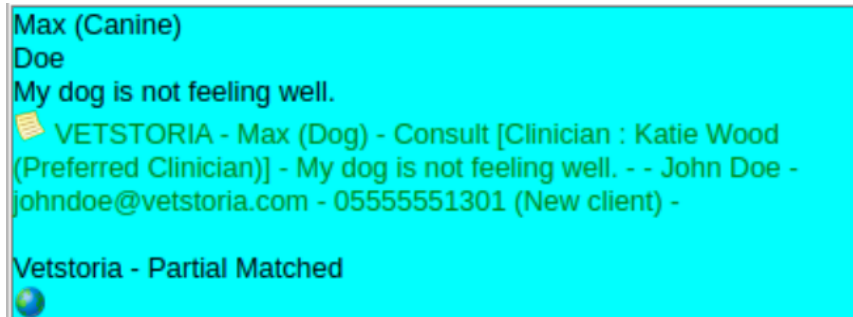 Max (Canine)
Doe
My dog is not feeling well.
VETSTORIA - Max (Dog) - Consult [Clinician : Katie Wood
(Preferred Clinician)] - My dog is not feeling well. - - John Doe -
johndoe@vetstoria.com - 05555551301 (New client) -
Vetstoria - Partial Matched